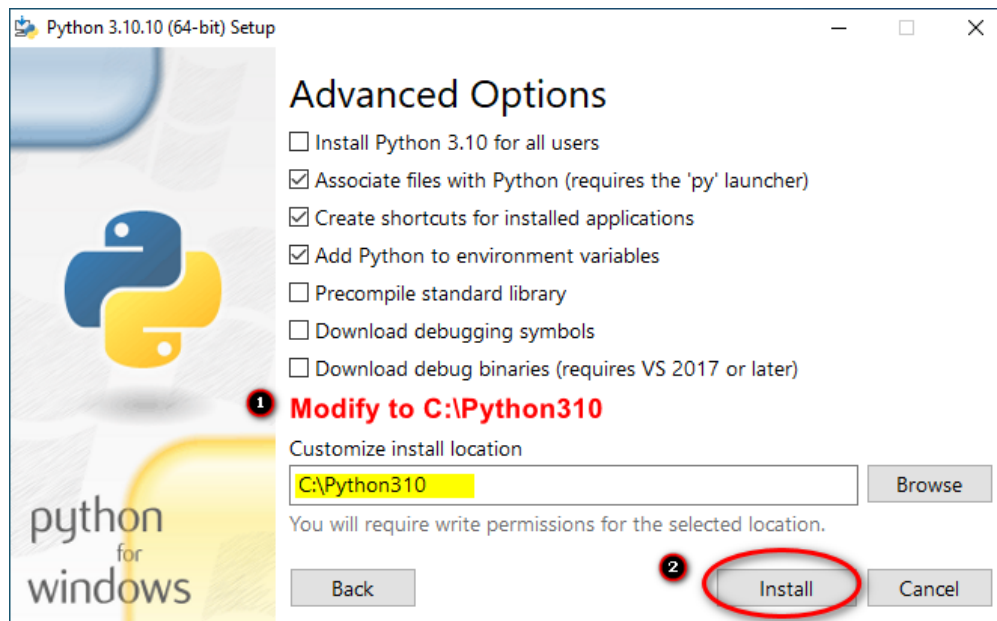 Python 3.10.10 (64-bit) Setup
Advanced Options
Install Python 3.10 for all users
Associate files with Python (requires the 'py' launcher)
Create shortcuts for installed applications
Add Python to environment variables
Precompile standard library
Download debugging symbols
Download debug binaries (requires VS 2017 or later)
1 Modify to C:\Python310
Customize install location
C:\Python310 Browse
You will require write permissions for the selected location.
python
for
windows
2
Back Install Cancel